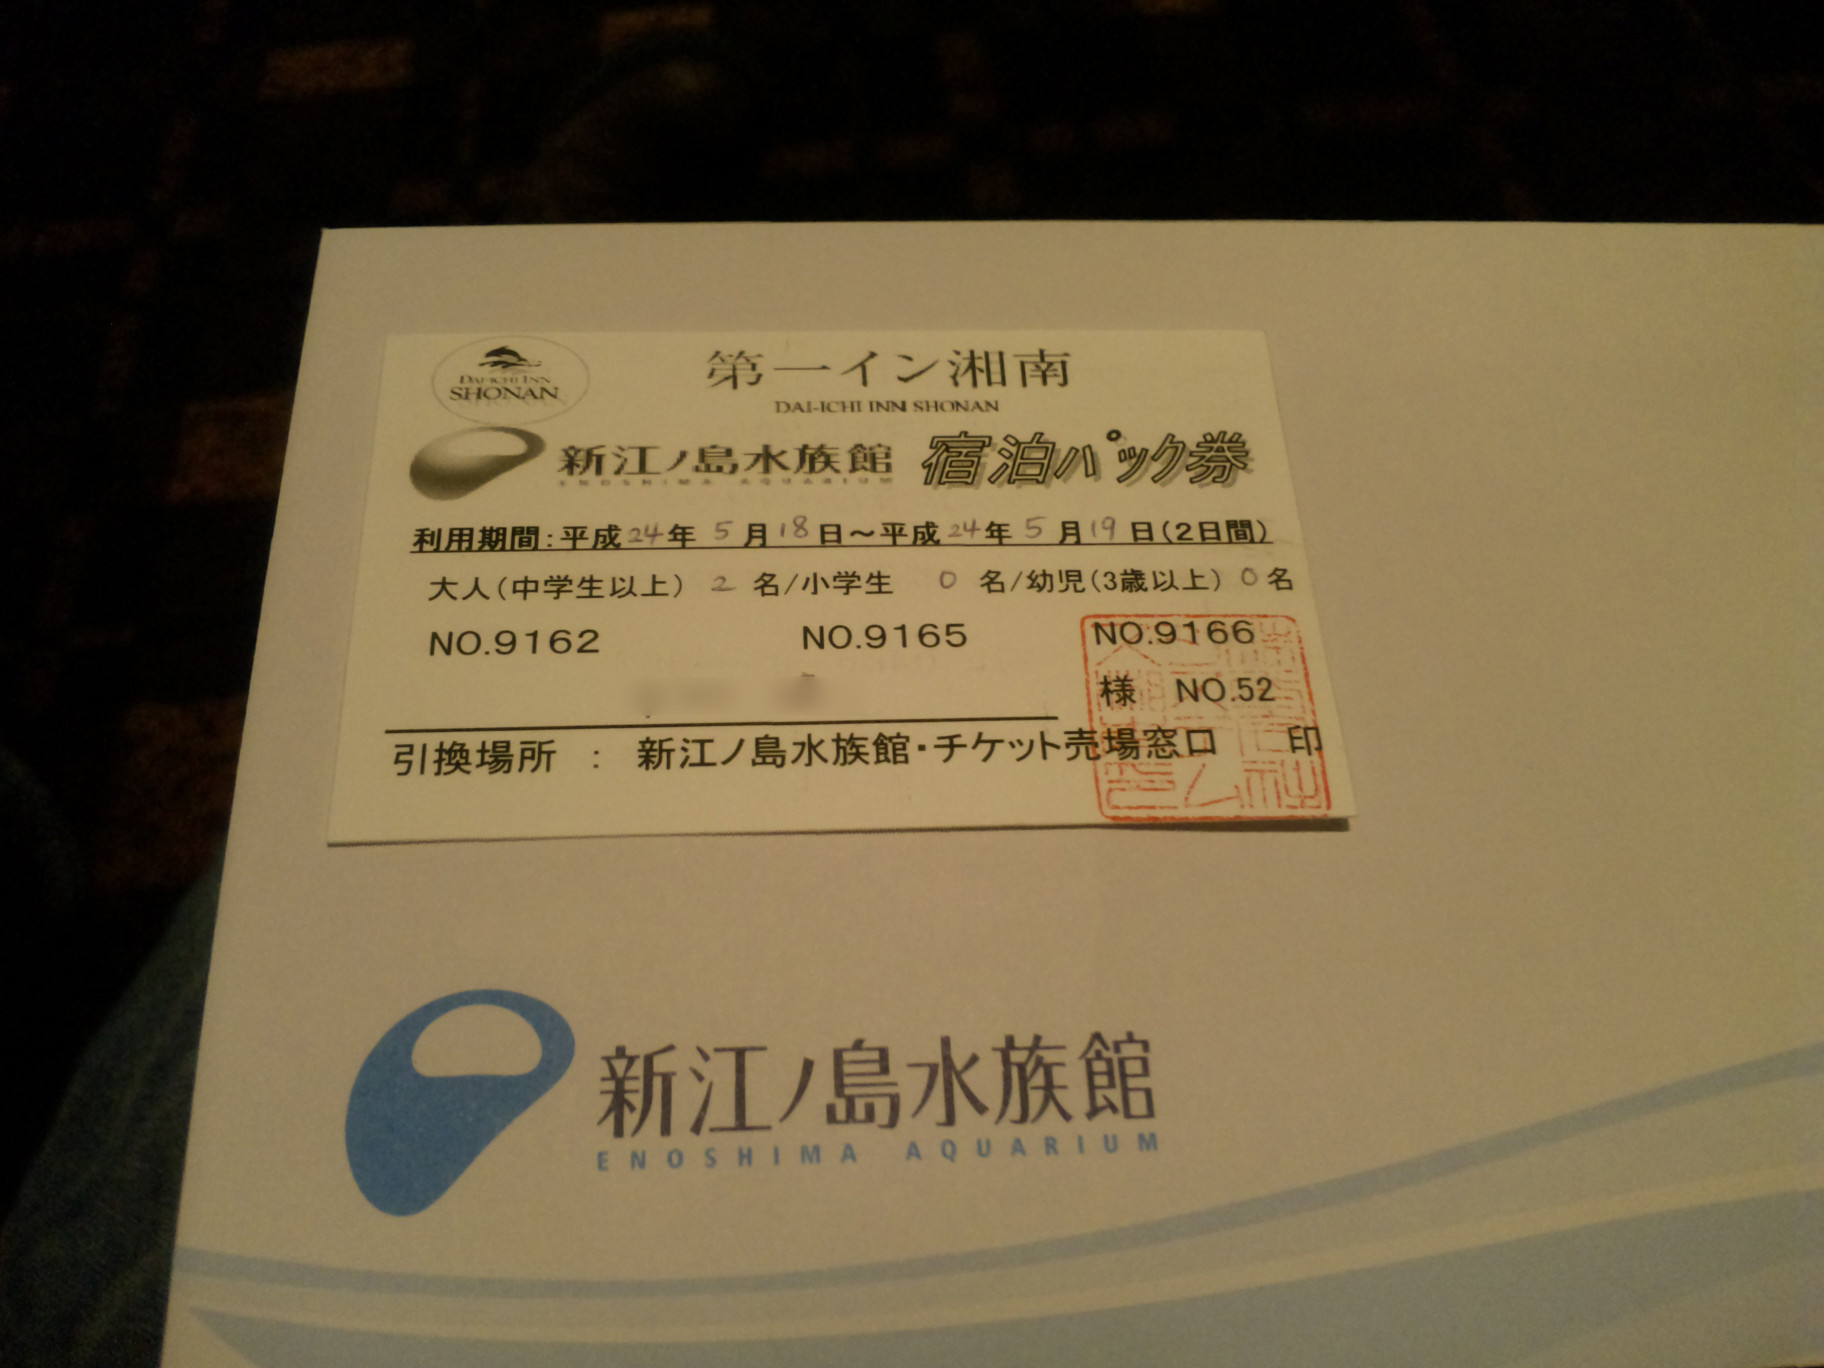 DAI-ICHI INN
SHONAN
第一イン湘南
DAI-ICHI INN SHONAN
新江ノ島水族館 宿泊パック券
ENOSHIMA AQUARIUM
利用期間:平成24年 5月18日～平成24年5月19日(2日間)
大人(中学生以上) 2 名/小学生 0 名/幼児(3歳以上) 0名
NO.9162 NO.9165 NO.9166
様 NO.52
引換場所 : 新江ノ島水族館・チケット売場窓口 印
新江ノ島水族館
ENOSHIMA AQUARIUM